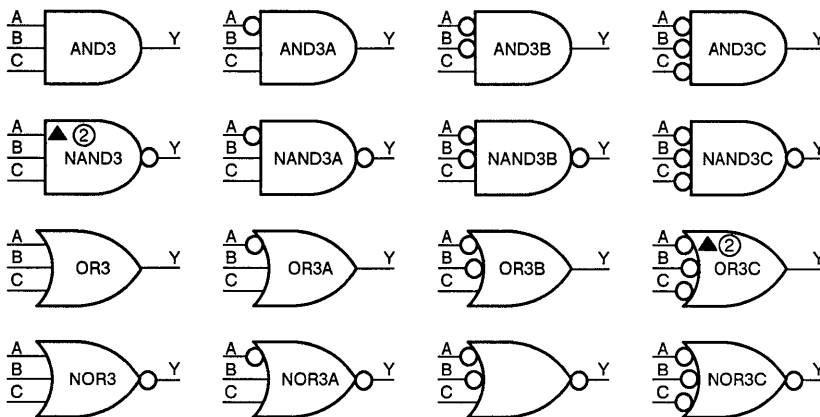 A B C AND3 Y
A B C AND3A Y
A B C AND3B Y
A B C AND3C Y
A B C ▲ ② NAND3 Y
A B C NAND3A Y
A B C NAND3B Y
A B C NAND3C Y
A B C OR3 Y
A B C OR3A Y
A B C OR3B Y
A B C ▲ ② OR3C Y
A B C NOR3 Y
A B C NOR3A Y
A B C Y
A B C NOR3C Y